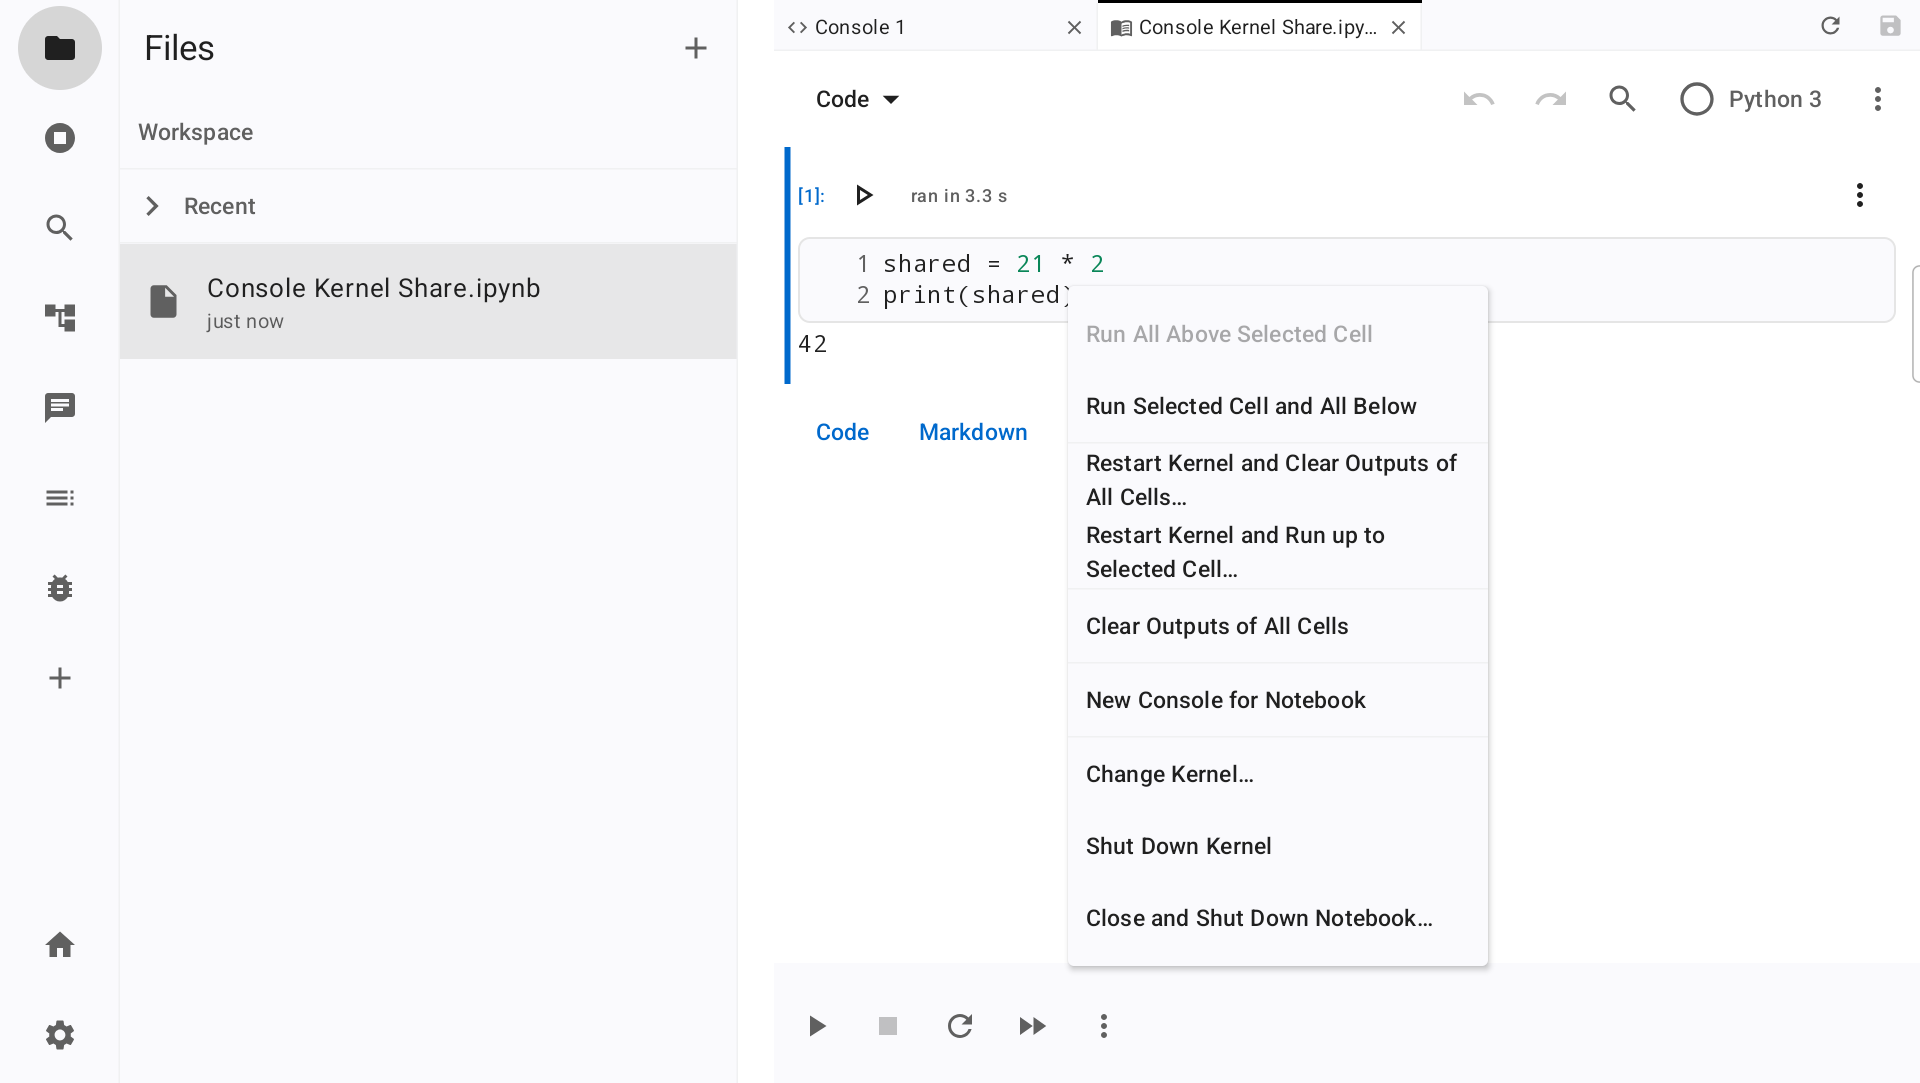 Files
Workspace
Recent
Console Kernel Share.ipynb
just now
Console 1
Console Kernel Share.ipy...
Code
Python 3
[1]:
ran in 3.3 s
1 shared = 21 * 2
2 print(shared)
42
Code
Markdown
Run All Above Selected Cell
Run Selected Cell and All Below
Restart Kernel and Clear Outputs of
All Cells…
Restart Kernel and Run up to
Selected Cell…
Clear Outputs of All Cells
New Console for Notebook
Change Kernel…
Shut Down Kernel
Close and Shut Down Notebook…